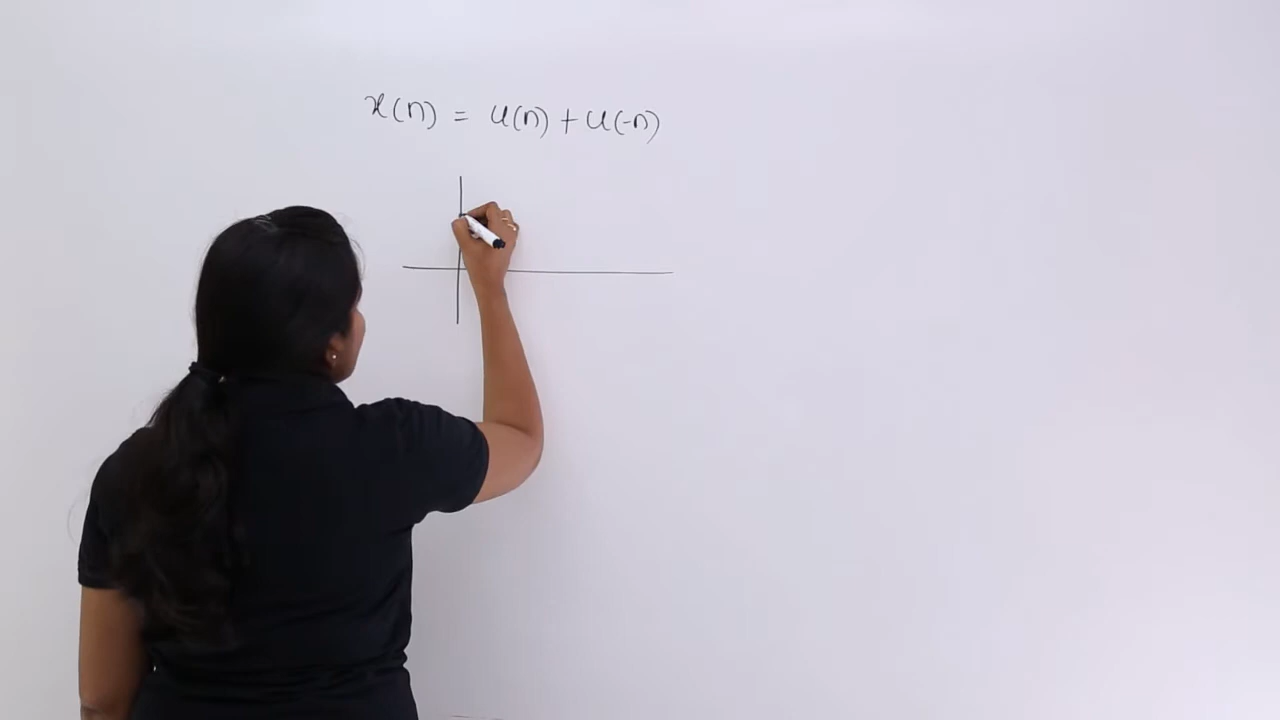 x(n) = u(n) + u(-n)